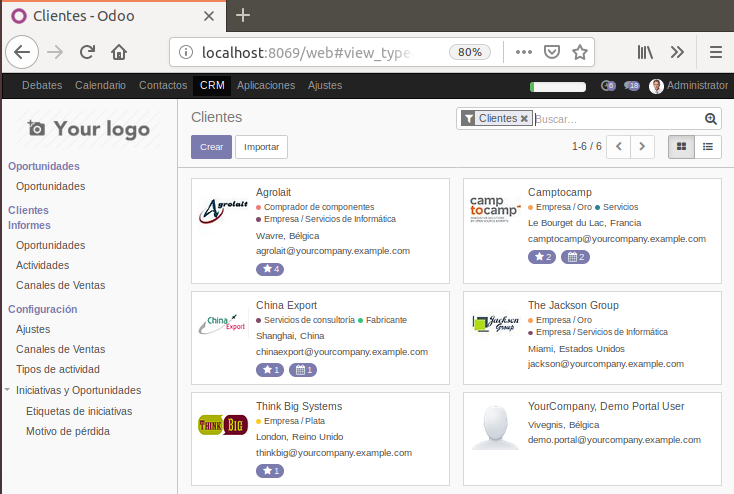 Clientes - Odoo
localhost:8069/web#view_type
80%
Debates Calendario Contactos CRM Aplicaciones Ajustes
6 18 Administrator
Your logo
Clientes
Clientes Buscar...
Crear Importar
1-6 / 6
Oportunidades
Oportunidades
Clientes
Informes
Oportunidades
Actividades
Canales de Ventas
Configuración
Ajustes
Canales de Ventas
Tipos de actividad
Iniciativas y Oportunidades
Etiquetas de iniciativas
Motivo de pérdida
Agrolait
Agrolait
Comprador de componentes
Empresa / Servicios de Informática
Wavre, Bélgica
agrolait@yourcompany.example.com
4
camp
tocamp
Camptocamp
Empresa / Oro Servicios
Le Bourget du Lac, Francia
camptocamp@yourcompany.example.com
2 2
China
Export
China Export
Servicios de consultoría Fabricante
Shanghai, China
chinaexport@yourcompany.example.com
1 1
Jackson
Group
The Jackson Group
Empresa / Oro
Empresa / Servicios de Informática
Miami, Estados Unidos
jackson@yourcompany.example.com
THINK BIG
Think Big Systems
Empresa / Plata
London, Reino Unido
thinkbig@yourcompany.example.com
1
YourCompany, Demo Portal User
Vivegnis, Bélgica
demo.portal@yourcompany.example.com